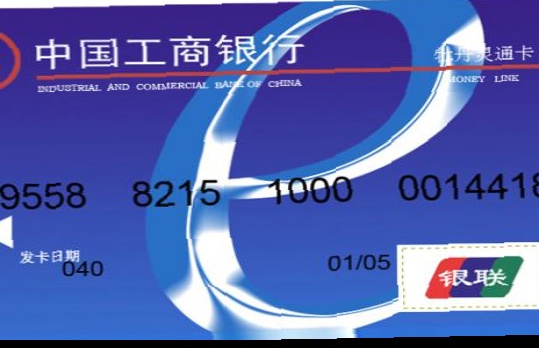 中国工商银行
INDUSTRIAL AND COMMERCIAL BANK OF CHINA
牡丹灵通卡
MONEY LINK
9558 8215 1000 0014418
发卡日期
040
01/05
银联